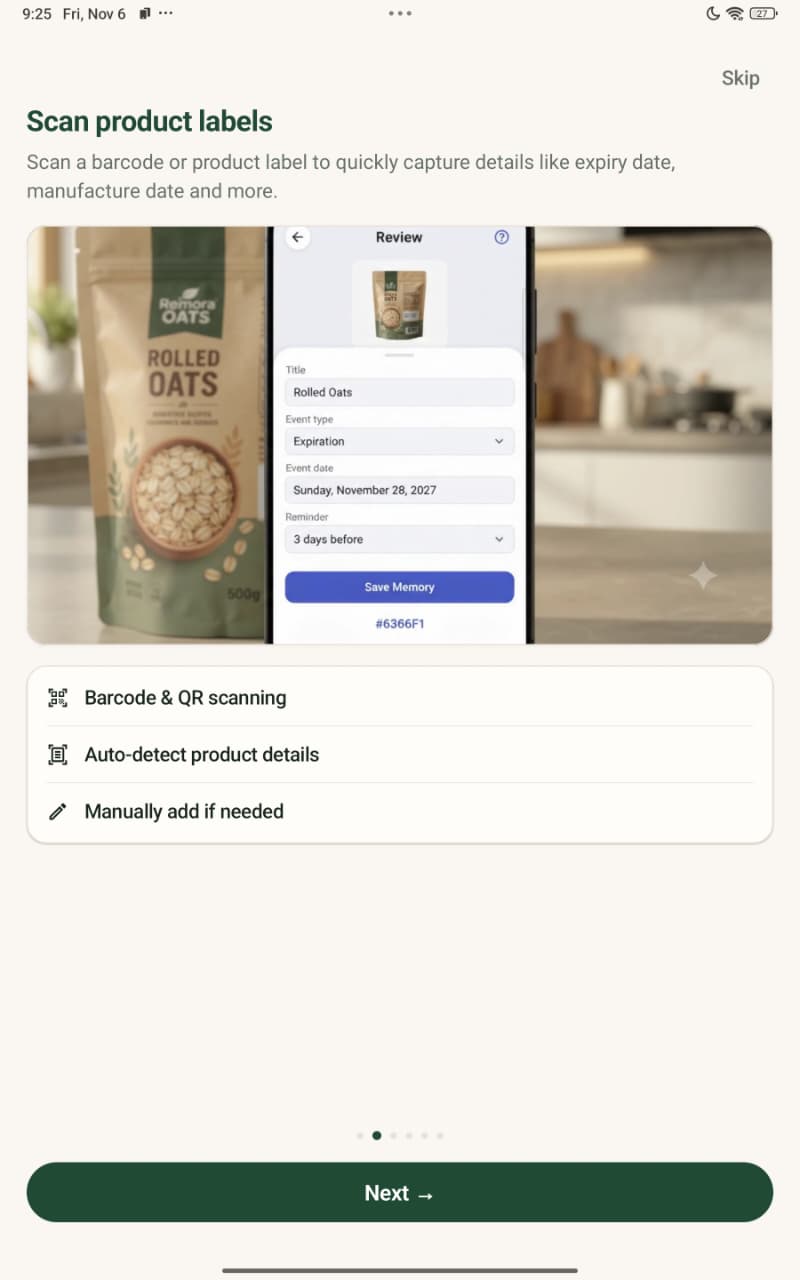 9:25 Fri, Nov 6 ...
27
Skip
Scan product labels
Scan a barcode or product label to quickly capture details like expiry date,
manufacture date and more.
Remora
OATS
ROLLED
OATS
500g
Review
?
OATS
Title
Rolled Oats
Event type
Expiration
Event date
Sunday, November 28, 2027
Reminder
3 days before
Save Memory
#6366F1
Barcode & QR scanning
Auto-detect product details
Manually add if needed
Next →